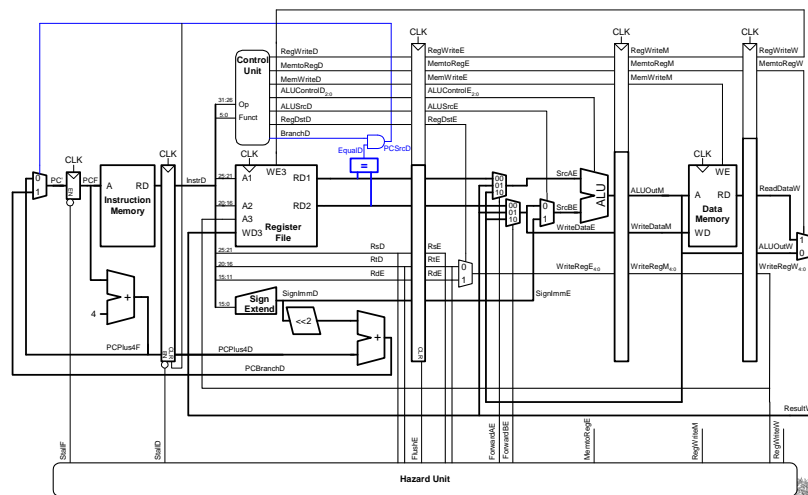 CLK
CLK
CLK
Control
Unit
RegWriteD
MemtoRegD
MemWriteD
ALUControlD2:0
ALUSrcD
RegDstD
BranchD
RegWriteE
MemtoRegE
MemWriteE
ALUControlE2:0
ALUSrcE
RegDstE
RegWriteM
MemtoRegM
MemWriteM
RegWriteW
MemtoRegW
31:26
Op
5:0
Funct
EqualD
PCSrcD
=
CLK
CLK
CLK
CLK
0
1
PC'
PCF
EN
A
RD
Instruction
Memory
InstrD
25:21
A1
WE3
RD1
20:16
A2
RD2
A3
WD3
Register
File
00
01
10
00
01
10
0
1
SrcAE
SrcBE
ALU
WriteDataE
ALUOutM
WriteDataM
WE
A
RD
Data
Memory
WD
ReadDataW
ALUOutW
1
0
25:21
RsD
RsE
20:16
RtD
RtE
15:11
RdD
RdE
0
1
WriteRegE4:0
WriteRegM4:0
WriteRegW4:0
15:0
Sign
Extend
SignImmD
SignImmE
<<2
+
4
+
PCPlus4F
EN
CLR
PCPlus4D
CLR
PCBranchD
ResultW
StallF
StallD
FlushE
ForwardAE
ForwardBE
MemtoRegE
RegWriteM
RegWriteW
Hazard Unit